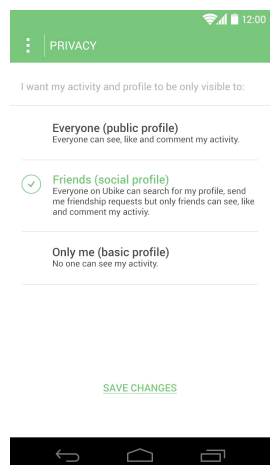 12:00
PRIVACY
I want my activity and profile to be only visible to:
Everyone (public profile)
Everyone can see, like and comment my activity.
Friends (social profile)
Everyone on Ubike can search for my profile, send
me friendship requests but only friends can see, like
and comment my activiy.
Only me (basic profile)
No one can see my activity.
SAVE CHANGES